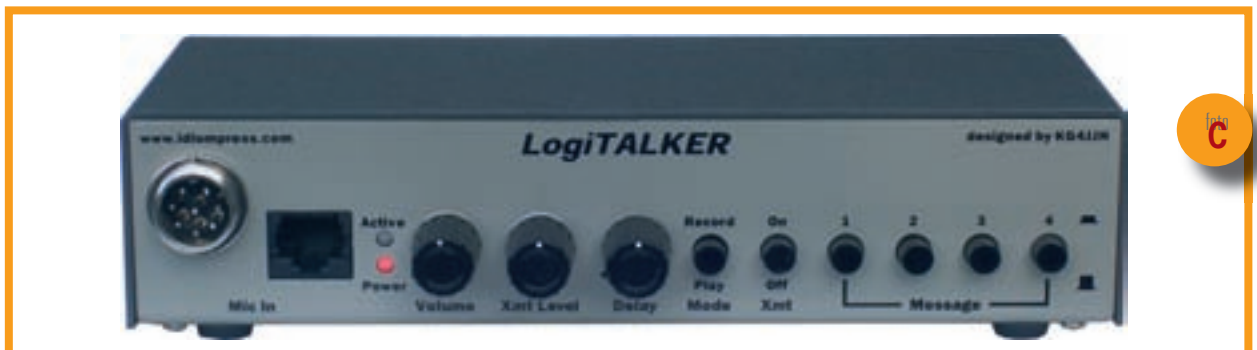 www.idiompress.com
LogiTALKER
designed by KG4JJH
foto
C
Active
Power
Mic In
Volume
Xmt Level
Delay
Record
Play
Mode
On
Off
Xmt
1 2 3 4
Message